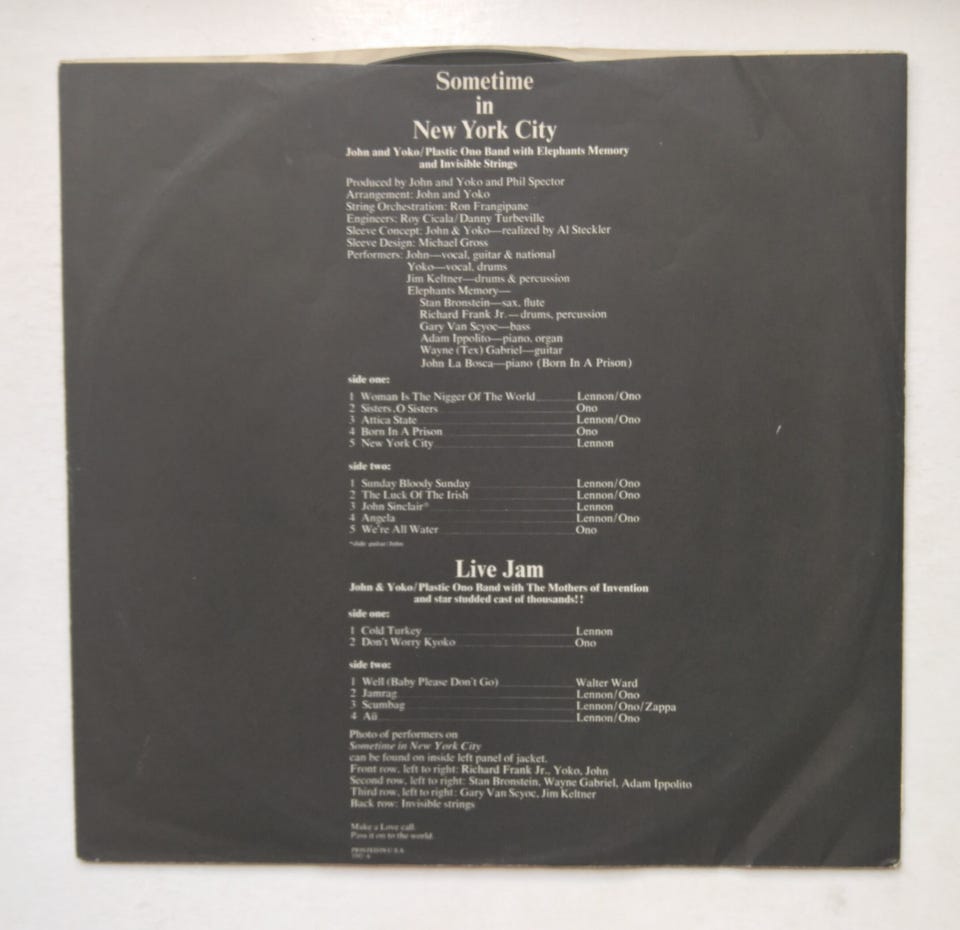 Sometime
in
New York City
John and Yoko/Plastic Ono Band with Elephants Memory
and Invisible Strings
Produced by John and Yoko and Phil Spector
Arrangement: John and Yoko
String Orchestration: Ron Frangipane
Engineers: Roy Cicala/Danny Turbeville
Sleeve Concept: John & Yoko—realized by Al Steckler
Sleeve Design: Michael Gross
Performers: John—vocal, guitar & national
Yoko—vocal, drums
Jim Keltner—drums & percussion
Elephants Memory—
Stan Bronstein—sax, flute
Richard Frank Jr.—drums, percussion
Gary Van Scyoc—bass
Adam Ippolito—piano, organ
Wayne (Tex) Gabriel—guitar
John La Bosca—piano (Born In A Prison)
side one:
1 Woman Is The Nigger Of The World Lennon/Ono
2 Sisters,O Sisters Ono
3 Attica State Lennon/Ono
4 Born In A Prison Ono
5 New York City Lennon
side two:
1 Sunday Bloody Sunday Lennon/Ono
2 The Luck Of The Irish Lennon/Ono
3 John Sinclair* Lennon
4 Angela Lennon/Ono
5 We're All Water Ono
*slide guitar: John
Live Jam
John & Yoko/Plastic Ono Band with The Mothers of Invention
and star studded cast of thousands!!
side one:
1 Cold Turkey Lennon
2 Don't Worry Kyoko Ono
side two:
1 Well (Baby Please Don't Go) Walter Ward
2 Jamrag Lennon/Ono
3 Scumbag Lennon/Ono/Zappa
4 Aü Lennon/Ono
Photo of performers on
Sometime in New York City
can be found on inside left panel of jacket.
Front row, left to right: Richard Frank Jr., Yoko, John
Second row, left to right: Stan Bronstein, Wayne Gabriel, Adam Ippolito
Third row, left to right: Gary Van Scyoc, Jim Keltner
Back row: Invisible strings
Make a Love call.
Pass it on to the world.
PRINTED IN U.S.A.